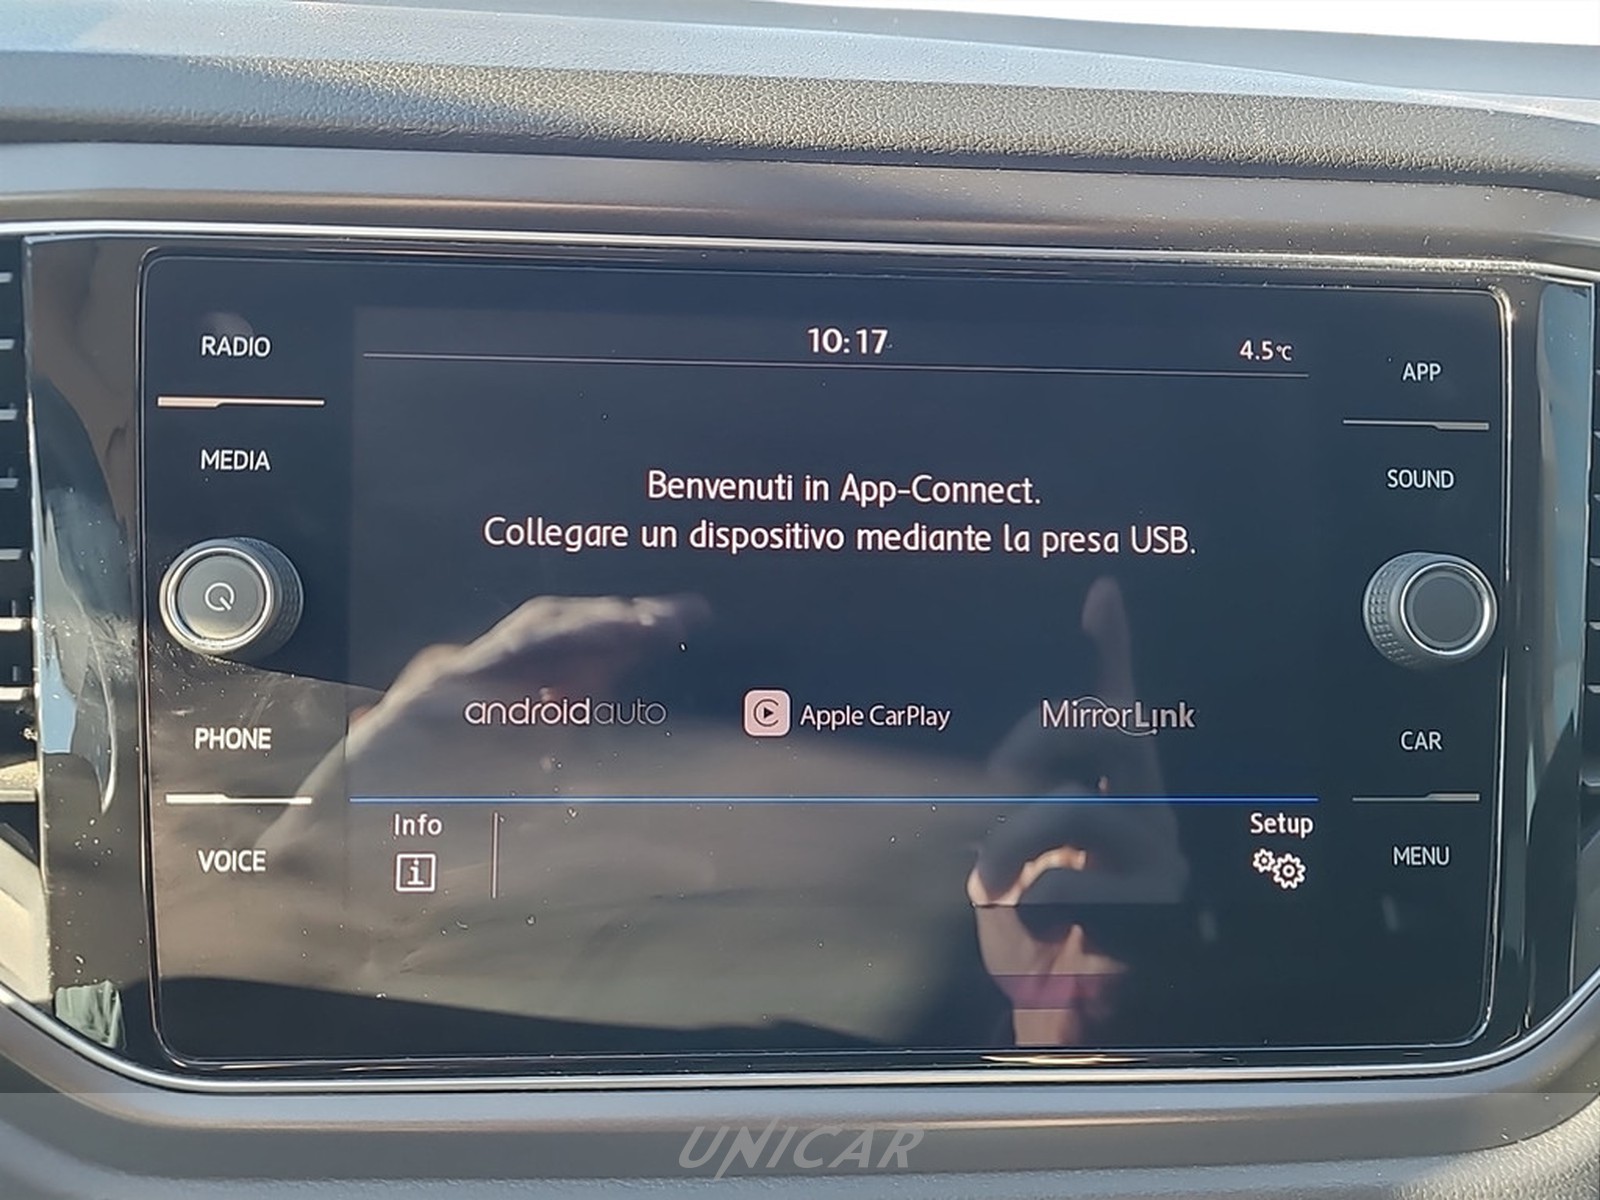 RADIO
MEDIA
PHONE
VOICE
10:17
4.5°C
Benvenuti in App-Connect.
Collegare un dispositivo mediante la presa USB.
androidauto
Apple CarPlay
MirrorLink
Info
i
Setup
APP
SOUND
CAR
MENU
UNICAR